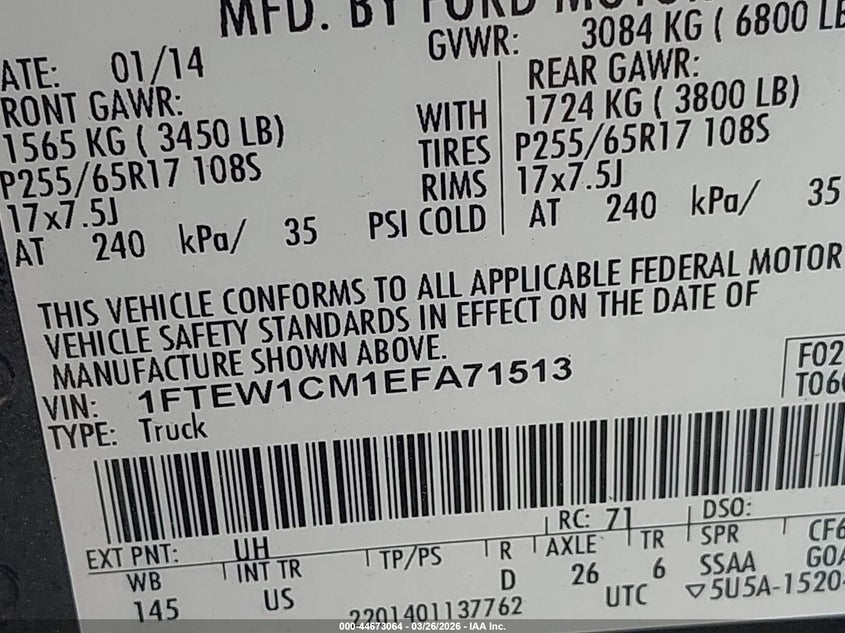 MFD. BY FORD MOTOR
GVWR: 3084 KG ( 6800 LB
ATE: 01/14
RONT GAWR: REAR GAWR:
1565 KG ( 3450 LB) WITH 1724 KG ( 3800 LB)
P255/65R17 108S TIRES P255/65R17 108S
17x7.5J RIMS 17x7.5J
AT 240 kPa/ 35 PSI COLD AT 240 kPa/ 35
THIS VEHICLE CONFORMS TO ALL APPLICABLE FEDERAL MOTOR
VEHICLE SAFETY STANDARDS IN EFFECT ON THE DATE OF
MANUFACTURE SHOWN ABOVE.
VIN: 1FTEW1CM1EFA71513
TYPE: Truck
F02
T06
EXT PNT: UH RC: 71 DSO:
WB INT TR TP/PS R AXLE TR SPR CF6
145 US D 26 6 SSAA GOA
2201401137762 UTC ▽5U5A-1520
000-44673064 - 03/26/2026 - IAA Inc.